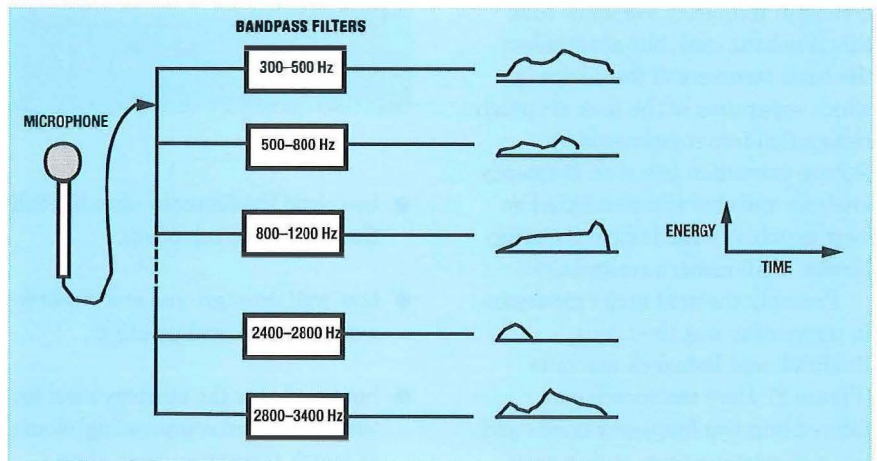 BANDPASS FILTERS
300–500 Hz
MICROPHONE
500–800 Hz
800–1200 Hz
ENERGY
TIME
2400–2800 Hz
2800–3400 Hz